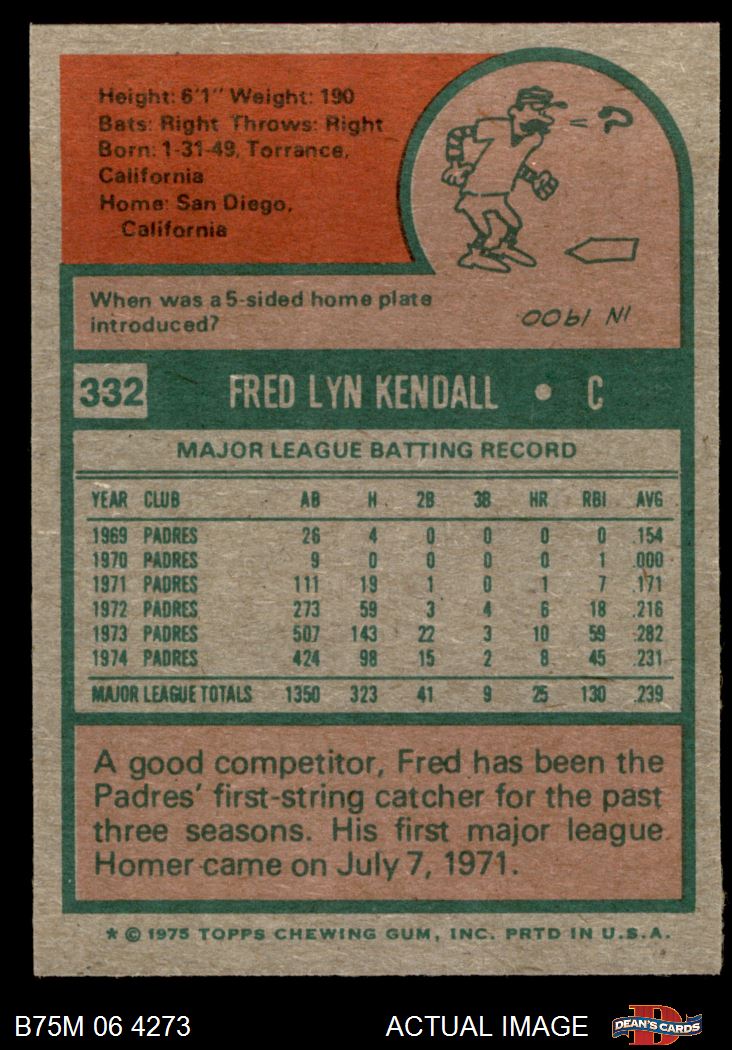 Height: 6'1" Weight: 190
Bats: Right Throws: Right
Born: 1-31-49, Torrance,
California
Home: San Diego,
California
When was a 5-sided home plate
introduced?
IN 1900
332 FRED LYN KENDALL • C
MAJOR LEAGUE BATTING RECORD
YEAR CLUB AB H 2B 3B HR RBI AVG
1969 PADRES 26 4 0 0 0 0 .154
1970 PADRES 9 0 0 0 0 1 .000
1971 PADRES 111 19 1 0 1 7 .171
1972 PADRES 273 59 3 4 6 18 .216
1973 PADRES 507 143 22 3 10 59 .282
1974 PADRES 424 98 15 2 8 45 .231
MAJOR LEAGUE TOTALS 1350 323 41 9 25 130 .239
A good competitor, Fred has been the
Padres' first-string catcher for the past
three seasons. His first major league
Homer came on July 7, 1971.
* © 1975 TOPPS CHEWING GUM, INC. PRTD IN U.S.A.
B75M 06 4273 ACTUAL IMAGE D DEAN'S CARDS